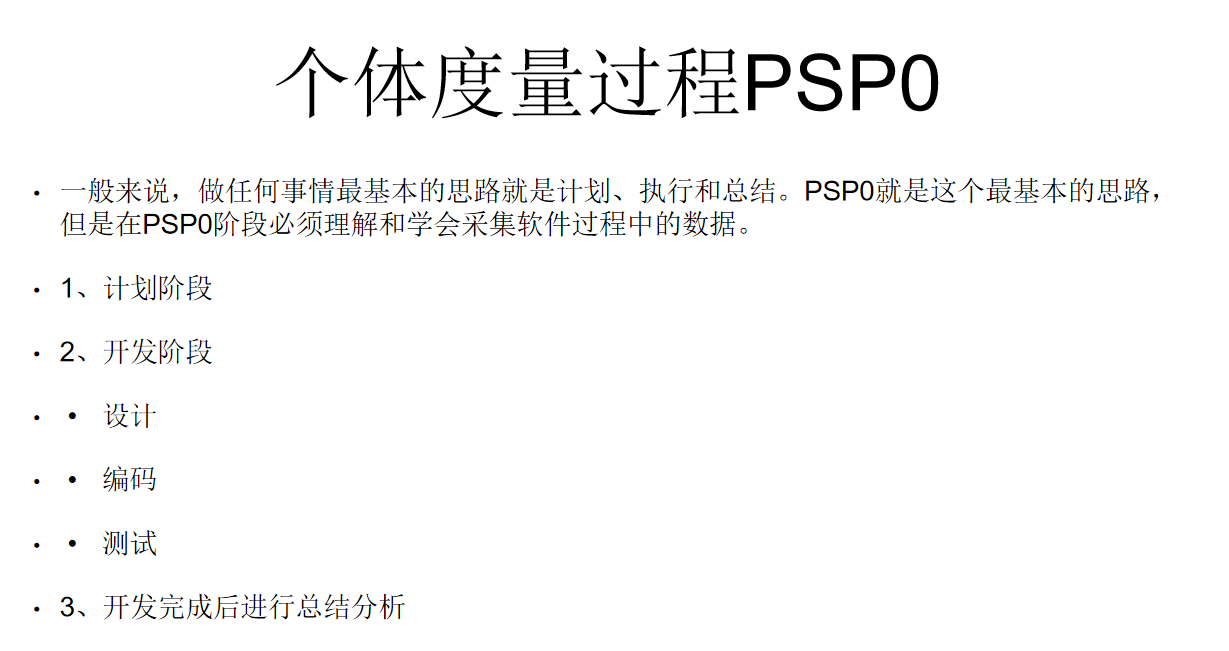 个体度量过程PSP0
• 一般来说，做任何事情最基本的思路就是计划、执行和总结。PSP0就是这个最基本的思路，
但是在PSP0阶段必须理解和学会采集软件过程中的数据。
• 1、计划阶段
• 2、开发阶段
• • 设计
• • 编码
• • 测试
• 3、开发完成后进行总结分析